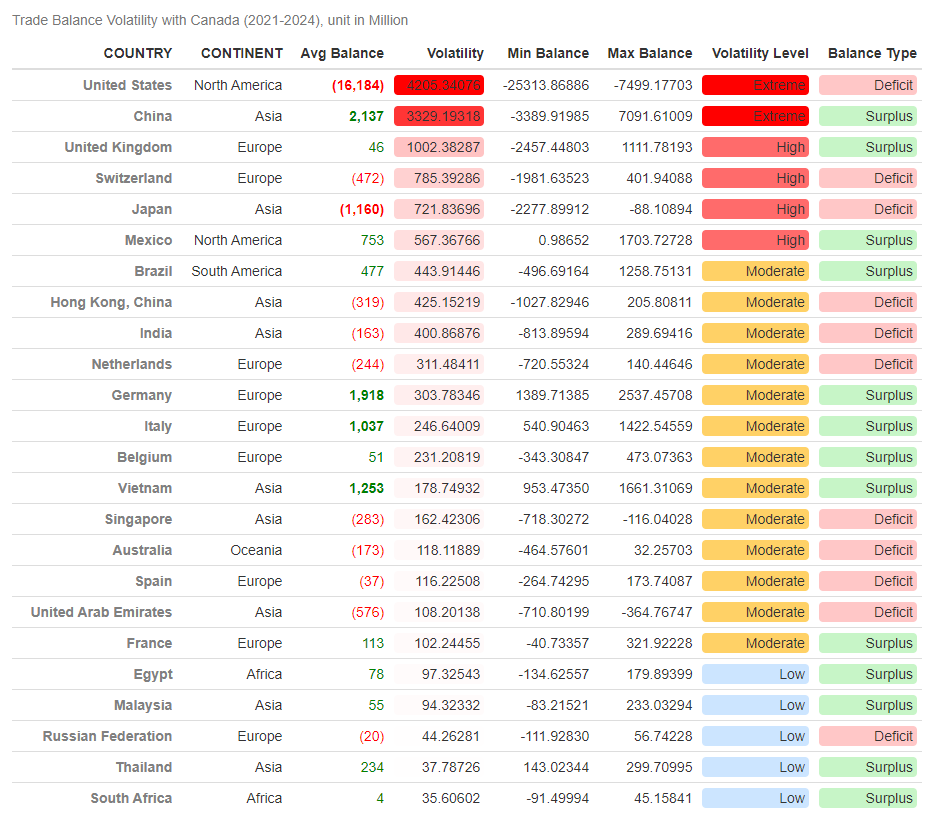 Trade Balance Volatility with Canada (2021-2024), unit in Million
COUNTRY CONTINENT Avg Balance Volatility Min Balance Max Balance Volatility Level Balance Type
United States North America (16,184) 4205.34076 -25313.86886 -7499.17703 Extreme Deficit
China Asia 2,137 3329.19318 -3389.91985 7091.61009 Extreme Surplus
United Kingdom Europe 46 1002.38287 -2457.44803 1111.78193 High Surplus
Switzerland Europe (472) 785.39286 -1981.63523 401.94088 High Deficit
Japan Asia (1,160) 721.83696 -2277.89912 -88.10894 High Deficit
Mexico North America 753 567.36766 0.98652 1703.72728 High Surplus
Brazil South America 477 443.91446 -496.69164 1258.75131 Moderate Surplus
Hong Kong, China Asia (319) 425.15219 -1027.82946 205.80811 Moderate Deficit
India Asia (163) 400.86876 -813.89594 289.69416 Moderate Deficit
Netherlands Europe (244) 311.48411 -720.55324 140.44646 Moderate Deficit
Germany Europe 1,918 303.78346 1389.71385 2537.45708 Moderate Surplus
Italy Europe 1,037 246.64009 540.90463 1422.54559 Moderate Surplus
Belgium Europe 51 231.20819 -343.30847 473.07363 Moderate Surplus
Vietnam Asia 1,253 178.74932 953.47350 1661.31069 Moderate Surplus
Singapore Asia (283) 162.42306 -718.30272 -116.04028 Moderate Deficit
Australia Oceania (173) 118.11889 -464.57601 32.25703 Moderate Deficit
Spain Europe (37) 116.22508 -264.74295 173.74087 Moderate Deficit
United Arab Emirates Asia (576) 108.20138 -710.80199 -364.76747 Moderate Deficit
France Europe 113 102.24455 -40.73357 321.92228 Moderate Surplus
Egypt Africa 78 97.32543 -134.62557 179.89399 Low Surplus
Malaysia Asia 55 94.32332 -83.21521 233.03294 Low Surplus
Russian Federation Europe (20) 44.26281 -111.92830 56.74228 Low Deficit
Thailand Asia 234 37.78726 143.02344 299.70995 Low Surplus
South Africa Africa 4 35.60602 -91.49994 45.15841 Low Surplus